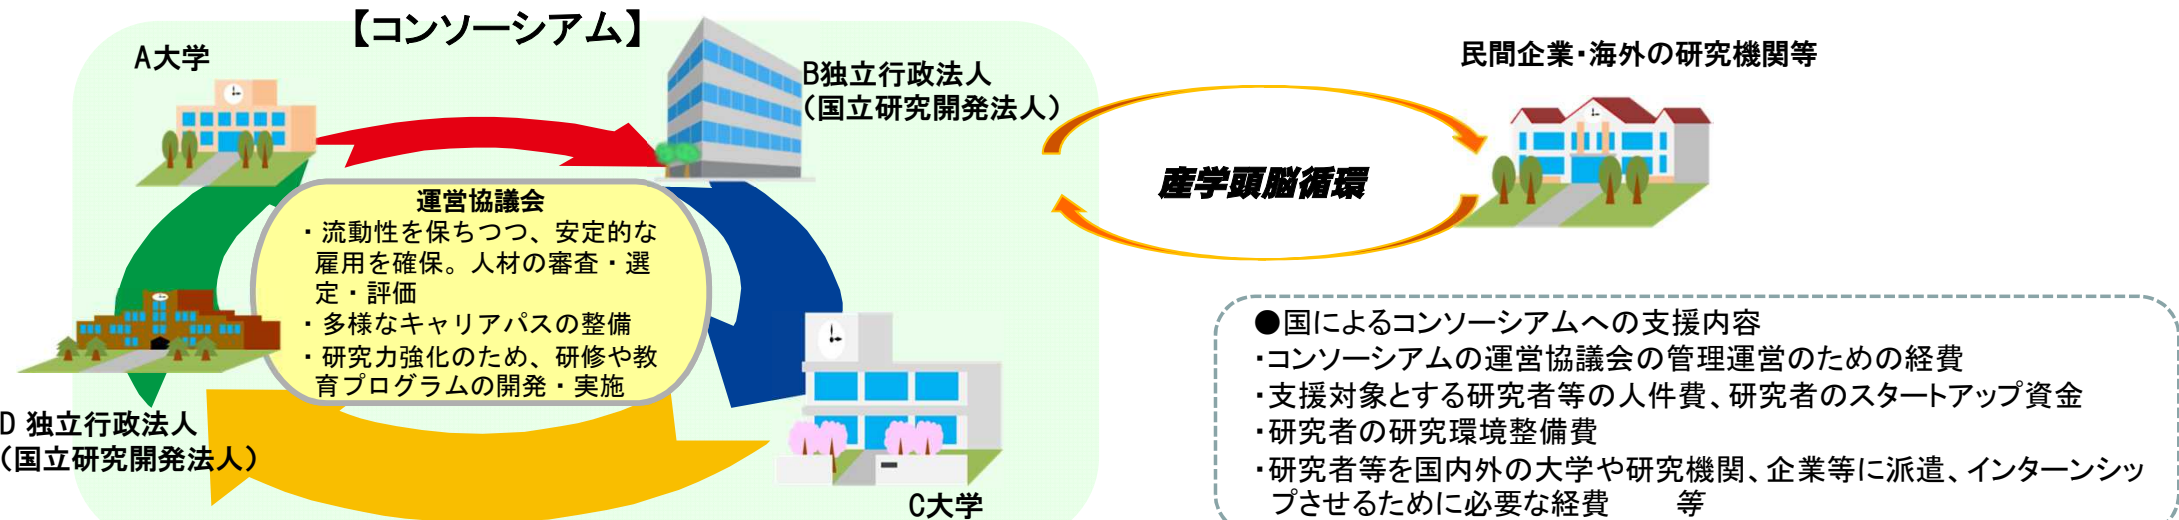 【コンソーシアム】
A大学
B独立行政法人
（国立研究開発法人）
民間企業・海外の研究機関等
産学頭脳循環
運営協議会
・流動性を保ちつつ、安定的な
雇用を確保。人材の審査・選
定・評価
・多様なキャリアパスの整備
・研究力強化のため、研修や教
育プログラムの開発・実施
D 独立行政法人
（国立研究開発法人）
C大学
●国によるコンソーシアムへの支援内容
・コンソーシアムの運営協議会の管理運営のための経費
・支援対象とする研究者等の人件費、研究者のスタートアップ資金
・研究者の研究環境整備費
・研究者等を国内外の大学や研究機関、企業等に派遣、インターンシッ
プさせるために必要な経費　　等